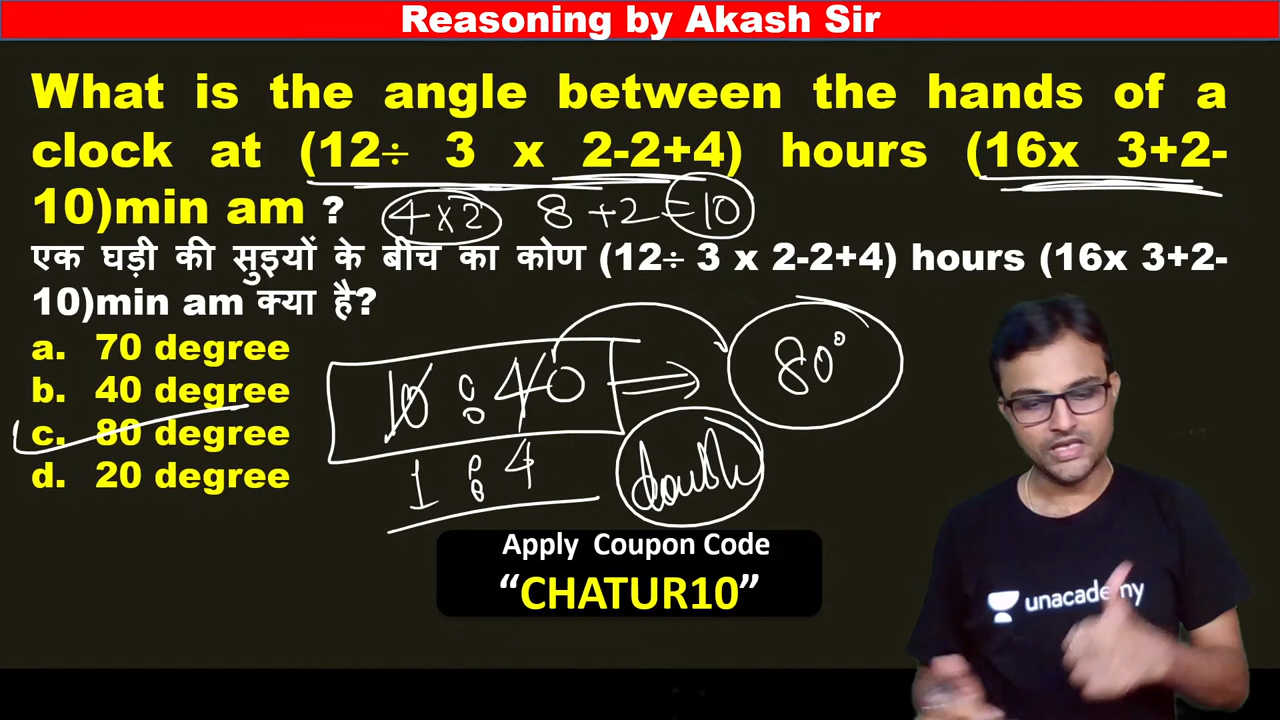 Reasoning by Akash Sir
What is the angle between the hands of a
clock at (12÷ 3 x 2-2+4) hours (16x 3+2-
10)min am ?
4 x 2 8 + 2 = 10
एक घड़ी की सुइयों के बीच का कोण (12÷ 3 x 2-2+4) hours (16x 3+2-
10)min am क्या है?
a. 70 degree
b. 40 degree
c. 80 degree
d. 20 degree
10 : 40 ⇒ 80°
1 : 4 double
Apply Coupon Code
“CHATUR10”
unacademy